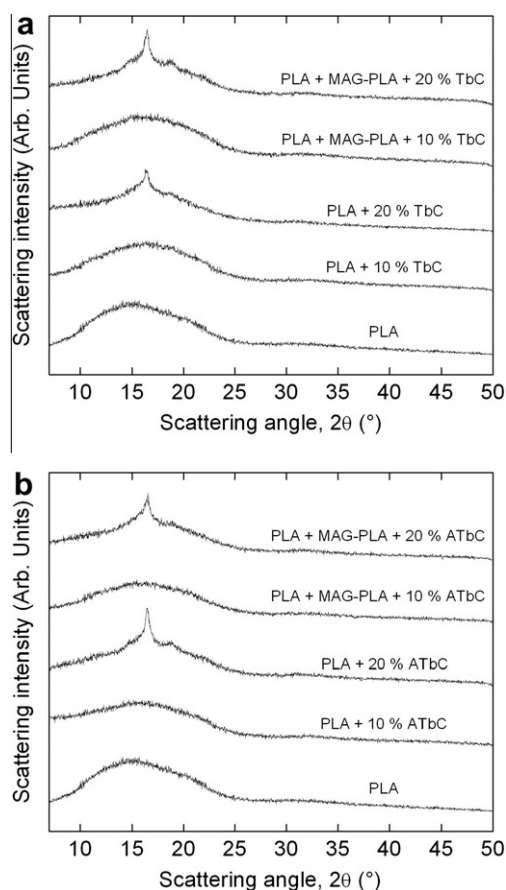 a
Scattering intensity (Arb. Units)
PLA + MAG-PLA + 20 % TbC
PLA + MAG-PLA + 10 % TbC
PLA + 20 % TbC
PLA + 10 % TbC
PLA
10 15 20 25 30 35 40 45 50
Scattering angle, 2θ (°)
b
Scattering intensity (Arb. Units)
PLA + MAG-PLA + 20 % ATbC
PLA + MAG-PLA + 10 % ATbC
PLA + 20 % ATbC
PLA + 10 % ATbC
PLA
10 15 20 25 30 35 40 45 50
Scattering angle, 2θ (°)